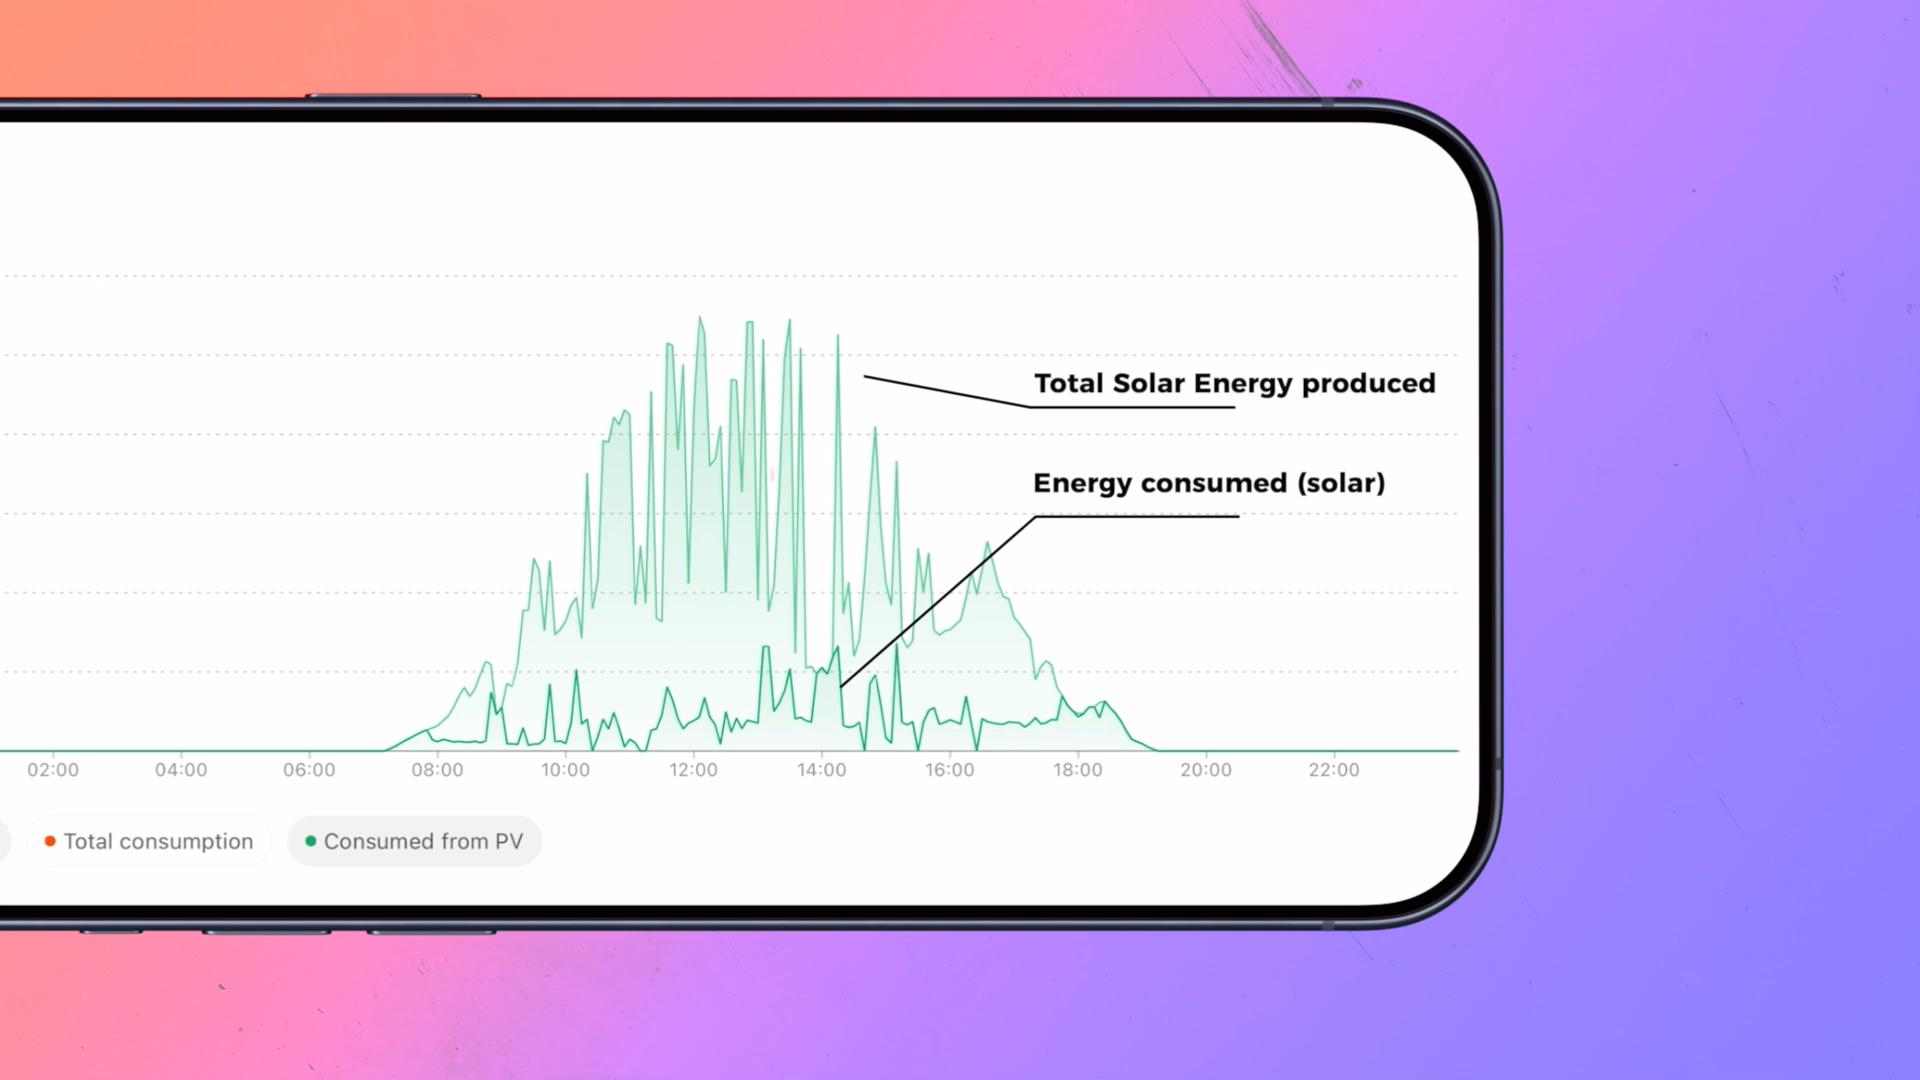 Total Solar Energy produced
Energy consumed (solar)
02:00 04:00 06:00 08:00 10:00 12:00 14:00 16:00 18:00 20:00 22:00
Total consumption Consumed from PV